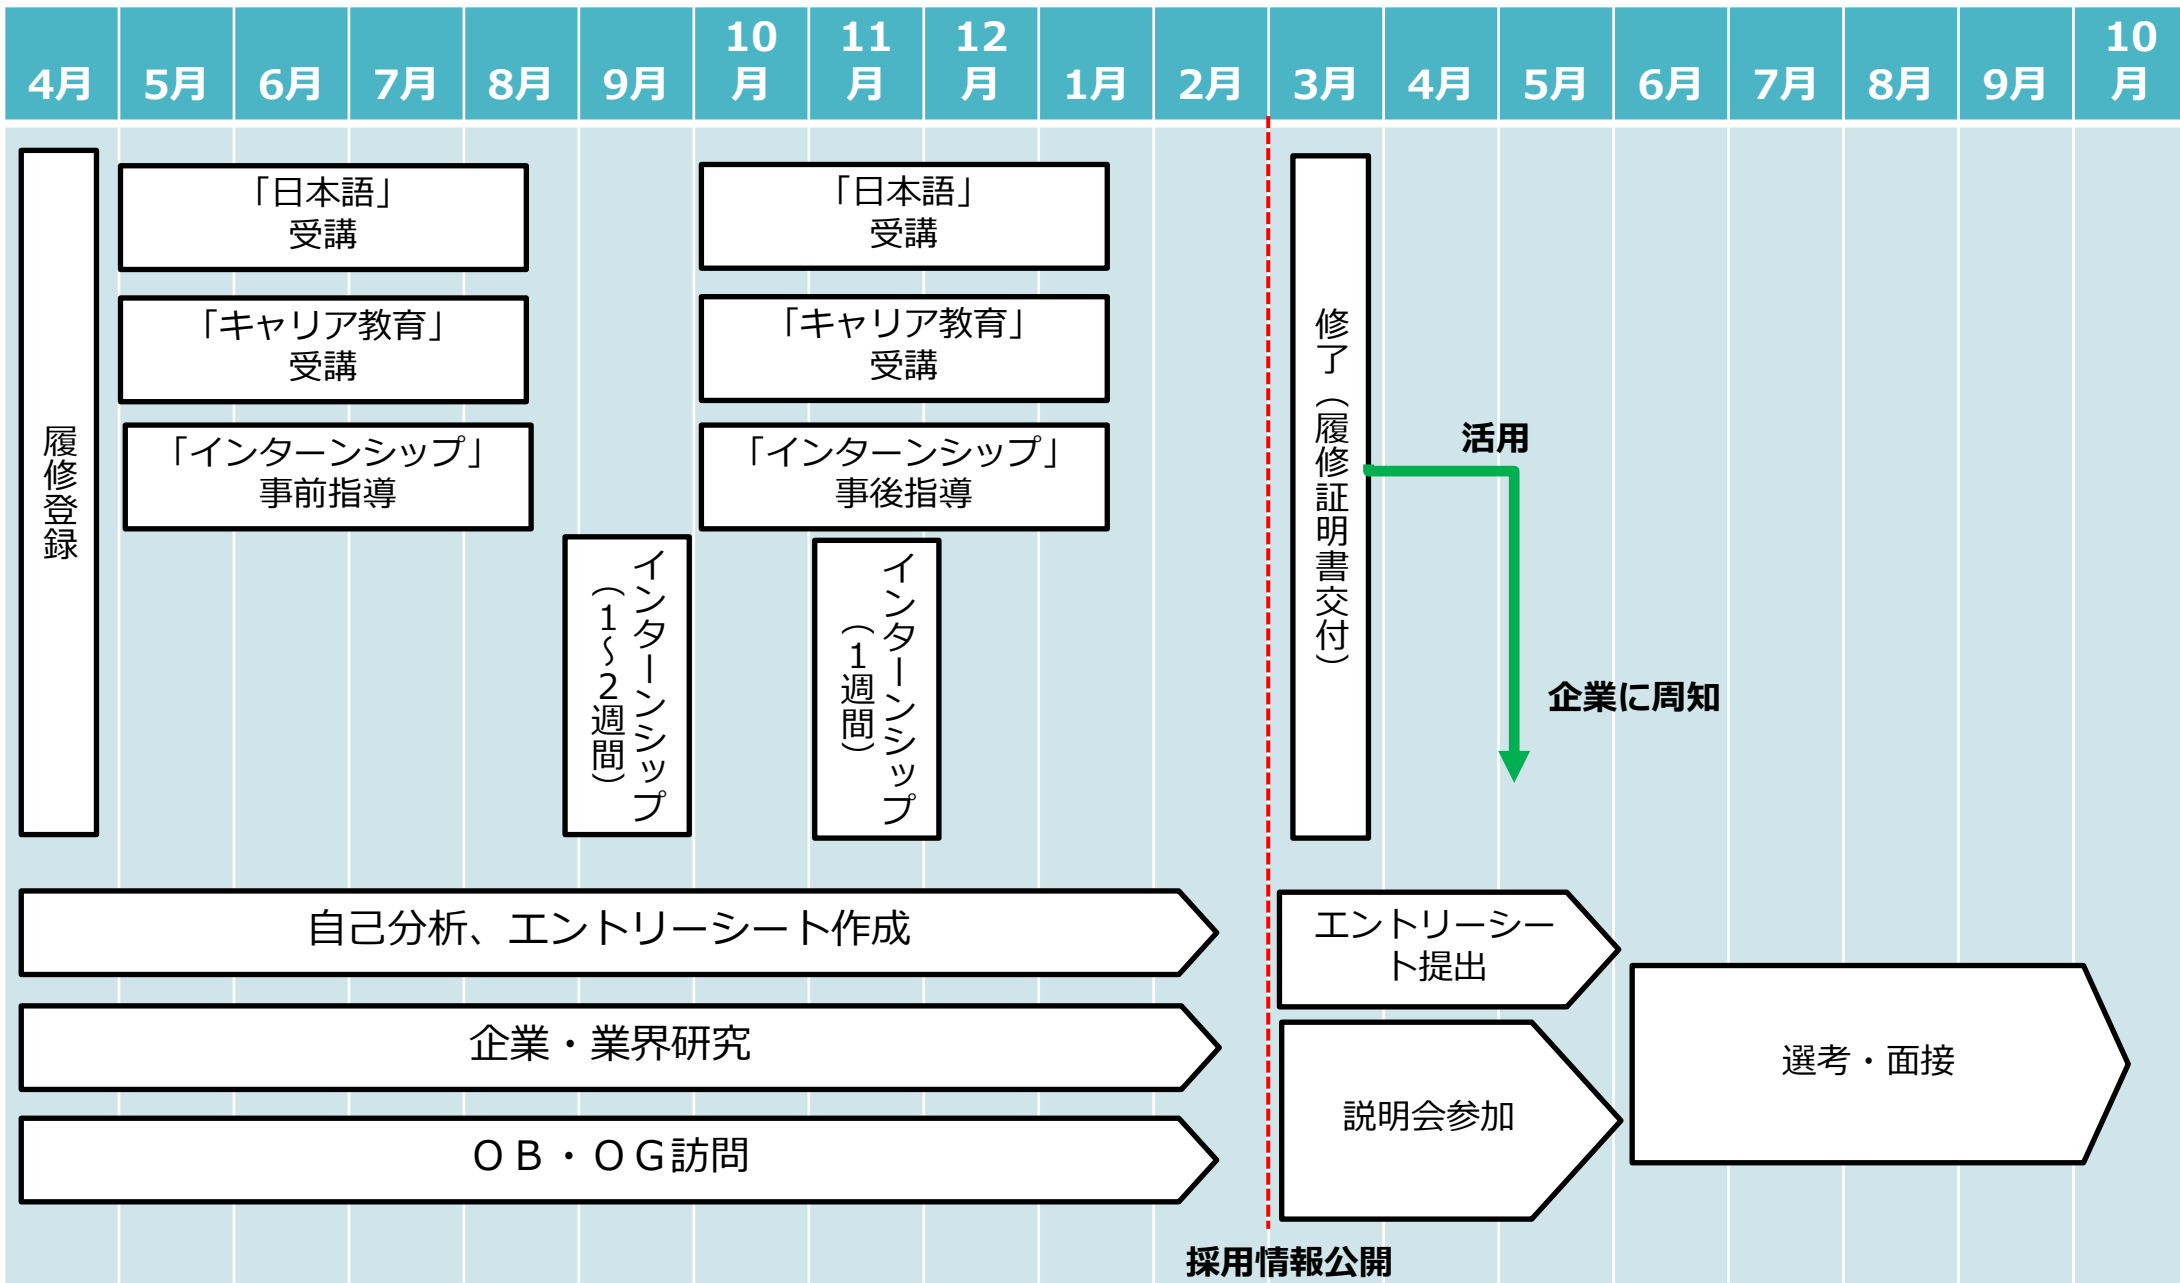 4月
5月
6月
7月
8月
9月
10
月
11
月
12
月
1月
2月
3月
4月
5月
6月
7月
8月
9月
10
月
履修登録
「日本語」
受講
「キャリア教育」
受講
「インターンシップ」
事前指導
インターンシップ
（１～２週間）
「日本語」
受講
「キャリア教育」
受講
「インターンシップ」
事後指導
インターンシップ
（１週間）
修了（履修証明書交付）
活用
企業に周知
自己分析、エントリーシート作成
企業・業界研究
ＯＢ・ＯＧ訪問
エントリーシー
ト提出
説明会参加
選考・面接
採用情報公開